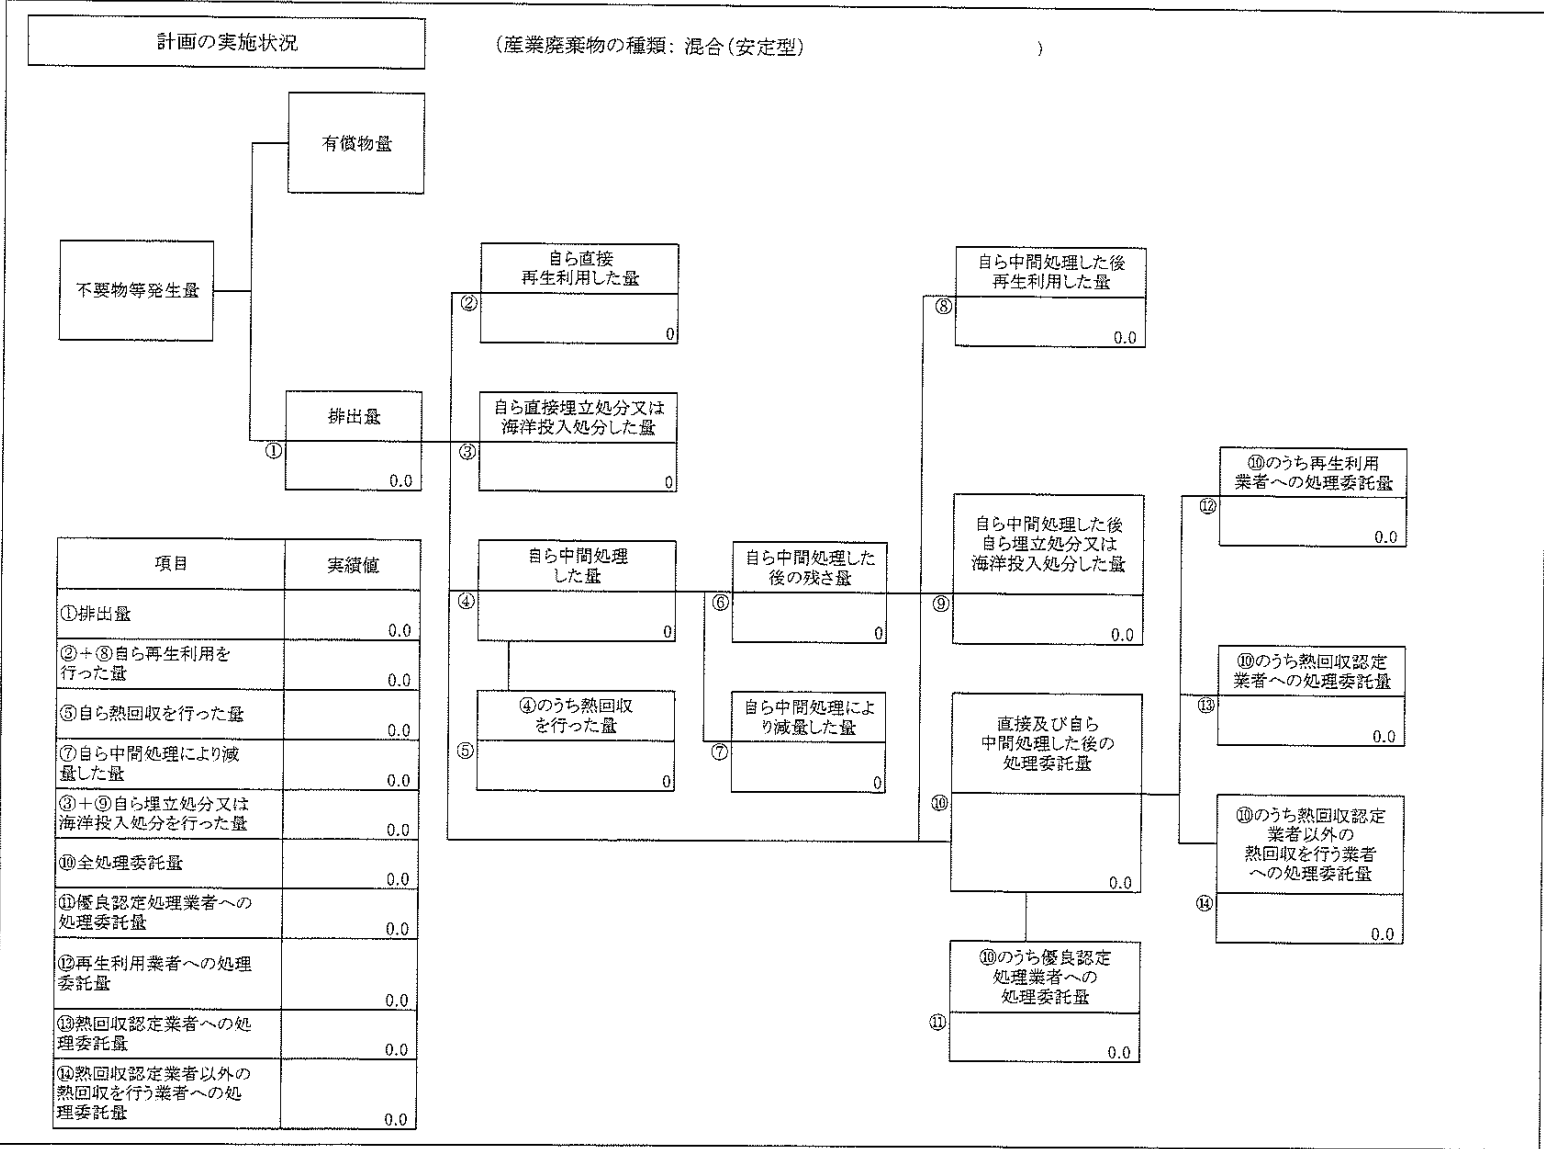 計画の実施状況
(産業廃棄物の種類: 混合(安定型) )
有償物量
不要物等発生量
排出量
①
0.0
自ら直接
再生利用した量
②
0
自ら直接埋立処分又は
海洋投入処分した量
③
0
自ら中間処理
した量
④
0
④のうち熱回収
を行った量
⑤
0
自ら中間処理した
後の残さ量
⑥
0
自ら中間処理によ
り減量した量
⑦
0
自ら中間処理した後
再生利用した量
⑧
0.0
自ら中間処理した後
自ら埋立処分又は
海洋投入処分した量
⑨
0.0
直接及び自ら
中間処理した後の
処理委託量
⑩
0.0
⑩のうち優良認定
処理業者への
処理委託量
⑪
0.0
⑩のうち再生利用
業者への処理委託量
⑫
0.0
⑩のうち熱回収認定
業者への処理委託量
⑬
0.0
⑩のうち熱回収認定
業者以外の
熱回収を行う業者
への処理委託量
⑭
0.0
項目 実績値
①排出量
0.0
②+⑧自ら再生利用を
行った量
0.0
⑤自ら熱回収を行った量
0.0
⑦自ら中間処理により減
量した量
0.0
③+⑨自ら埋立処分又は
海洋投入処分を行った量
0.0
⑩全処理委託量
0.0
⑪優良認定処理業者への
処理委託量
0.0
⑫再生利用業者への処理
委託量
0.0
⑬熱回収認定業者への処
理委託量
0.0
⑭熱回収認定業者以外の
熱回収を行う業者への処
理委託量
0.0